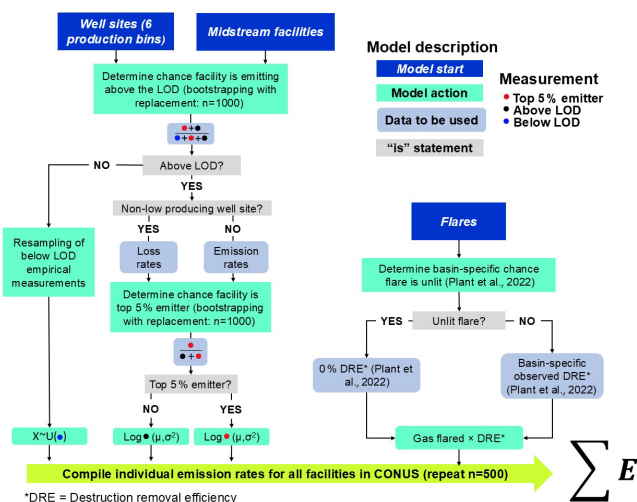 Well sites (6
production bins)
Midstream facilities
Determine chance facility is emitting
above the LOD (bootstrapping with
replacement: n=1000)
●+●
●+●+●
Above LOD?
NO
YES
Non-low producing well site?
YES
NO
Loss
rates
Emission
rates
Resampling of
below LOD
empirical
measurements
Determine chance facility is
top 5% emitter (bootstrapping
with replacement: n=1000)
●
●+●
Top 5% emitter?
NO
YES
X~U(●)
Log●(μ,σ²)
Log●(μ,σ²)
Model description
Model start
Model action
Data to be used
“is” statement
Measurement
Top 5% emitter
Above LOD
Below LOD
Flares
Determine basin-specific chance
flare is unlit (Plant et al., 2022)
YES
Unlit flare?
NO
0% DRE* (Plant et
al., 2022)
Basin-specific
observed DRE*
(Plant et al., 2022)
Gas flared × DRE*
Compile individual emission rates for all facilities in CONUS (repeat n=500)
∑ E
*DRE = Destruction removal efficiency